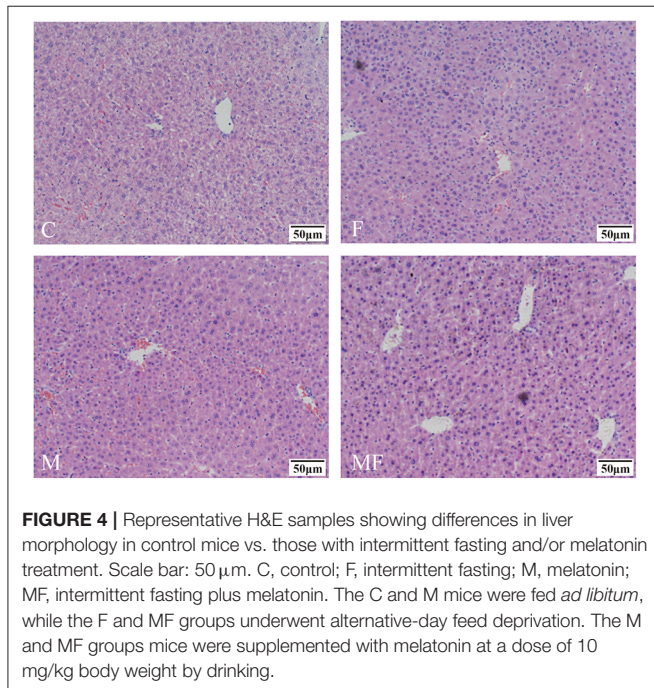 C
50µm
F
50µm
M
50µm
MF
50µm
FIGURE 4 | Representative H&E samples showing differences in liver
morphology in control mice vs. those with intermittent fasting and/or melatonin
treatment. Scale bar: 50 µm. C, control; F, intermittent fasting; M, melatonin;
MF, intermittent fasting plus melatonin. The C and M mice were fed ad libitum,
while the F and MF groups underwent alternative-day feed deprivation. The M
and MF groups mice were supplemented with melatonin at a dose of 10
mg/kg body weight by drinking.